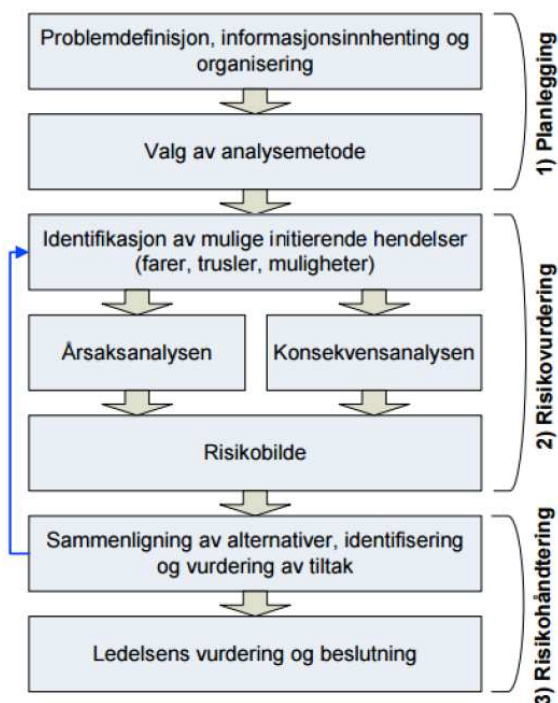 Problemdefinisjon, informasjonsinnhenting og
organisering
Valg av analysemetode
1) Planlegging
Identifikasjon av mulige initierende hendelser
(farer, trusler, muligheter)
Årsaksanalysen
Konsekvensanalysen
Risikobilde
2) Risikovurdering
Sammenligning av alternativer, identifisering
og vurdering av tiltak
Ledelsens vurdering og beslutning
3) Risikohåndtering